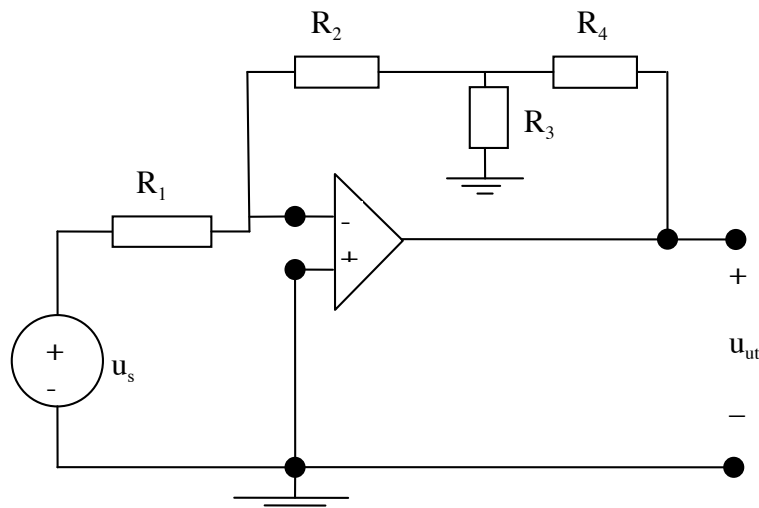 R₂ R₄
R₃
R₁
-
+
+
+
-
uₛ
uᵤₜ
–